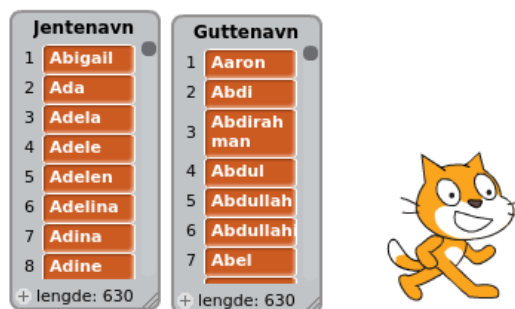 Jentenavn
1 Abigail
2 Ada
3 Adela
4 Adele
5 Adelen
6 Adelina
7 Adina
8 Adine
+ lengde: 630
Guttenavn
1 Aaron
2 Abdi
3 Abdirah
man
4 Abdul
5 Abdullah
6 Abdullahi
7 Abel
+ lengde: 630